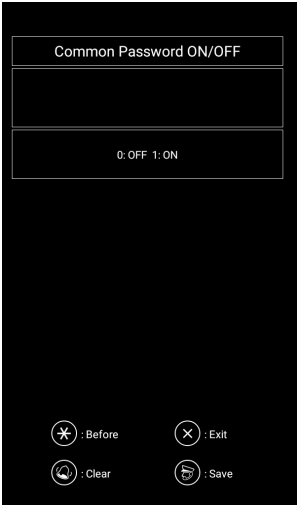 Common Password ON/OFF
0: OFF 1: ON
: Before : Exit
: Clear : Save